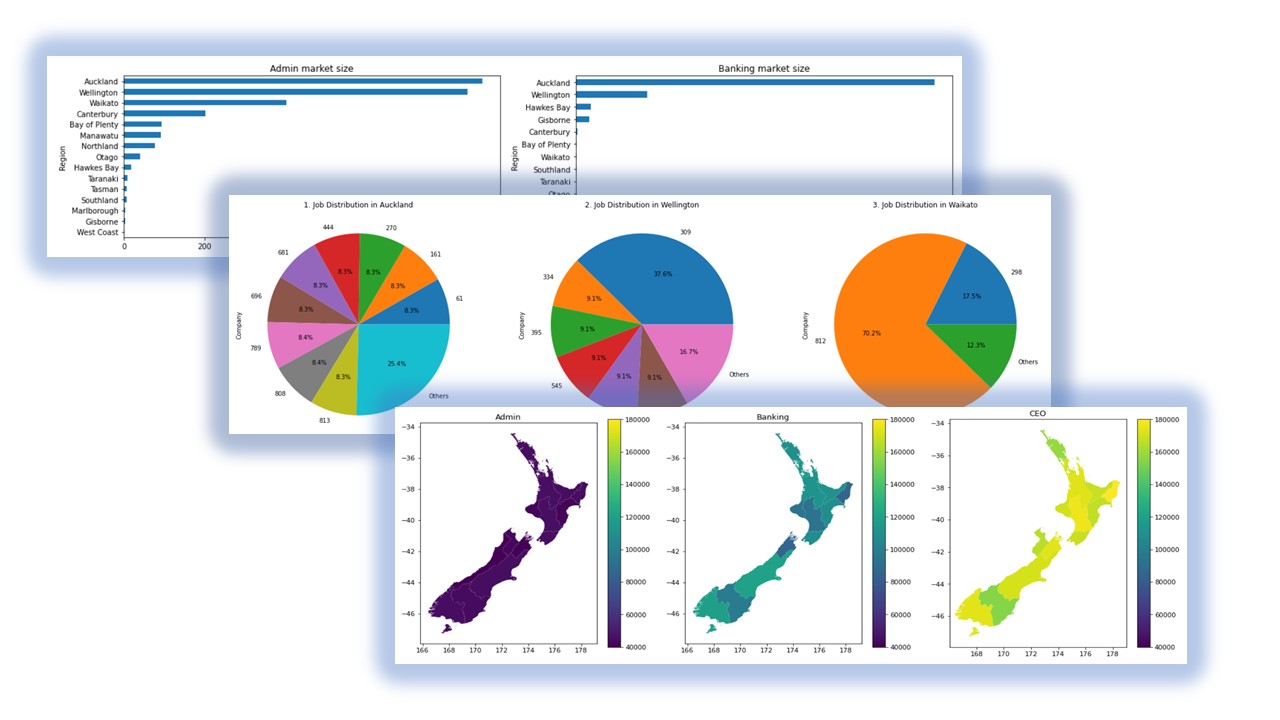 Admin market size
Region
Auckland
Wellington
Waikato
Canterbury
Bay of Plenty
Manawatu
Northland
Otago
Hawkes Bay
Taranaki
Tasman
Southland
Marlborough
Gisborne
West Coast
0 200
Banking market size
Region
Auckland
Wellington
Hawkes Bay
Gisborne
Canterbury
Bay of Plenty
Waikato
Southland
Taranaki
1. Job Distribution in Auckland
Company
61
161
270
444
681
696
789
808
813
Others
8.3%
8.3%
8.3%
8.3%
8.3%
8.3%
8.4%
8.4%
8.3%
25.4%
2. Job Distribution in Wellington
Company
309
334
395
545
Others
37.6%
9.1%
9.1%
9.1%
9.1%
9.1%
16.7%
3. Job Distribution in Waikato
Company
298
812
Others
17.5%
70.2%
12.3%
Admin
−34
−36
−38
−40
−42
−44
−46
166 168 170 172 174 176 178
180000
160000
140000
120000
100000
80000
60000
40000
Banking
−34
−36
−38
−40
−42
−44
−46
166 168 170 172 174 176 178
180000
160000
140000
120000
100000
80000
60000
40000
CEO
−34
−36
−38
−40
−42
−44
−46
168 170 172 174 176 178
180000
160000
140000
120000
100000
80000
60000
40000